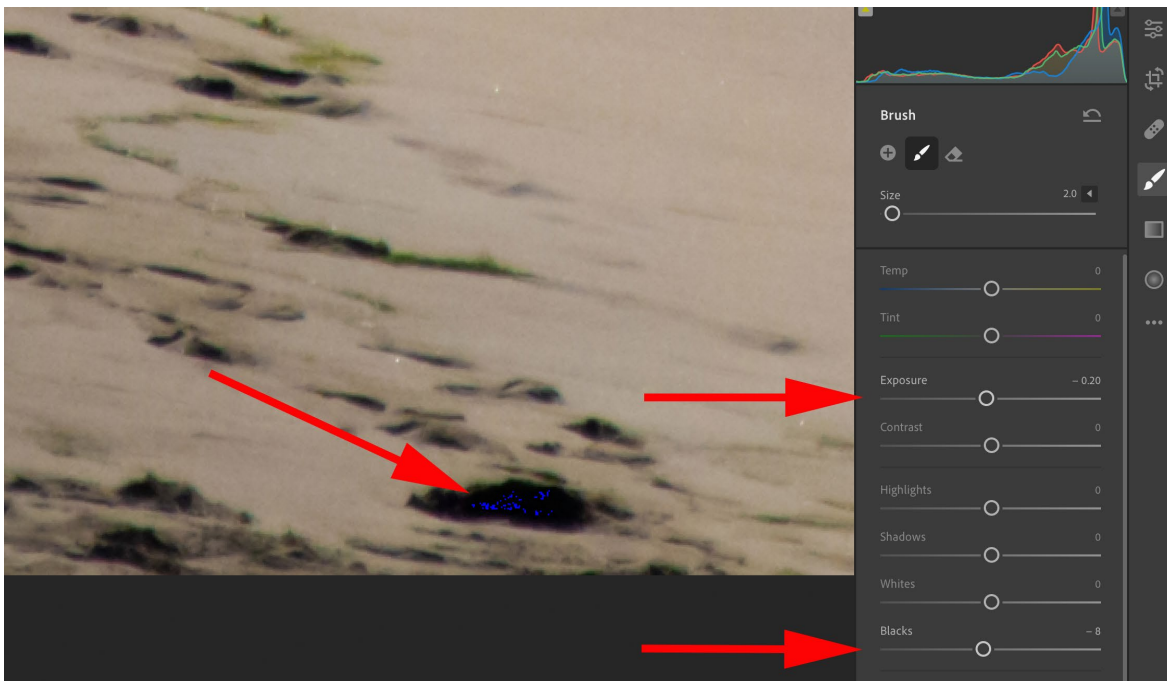 Brush
Size 2.0
Temp 0
Tint 0
Exposure – 0.20
Contrast 0
Highlights 0
Shadows 0
Whites 0
Blacks – 8